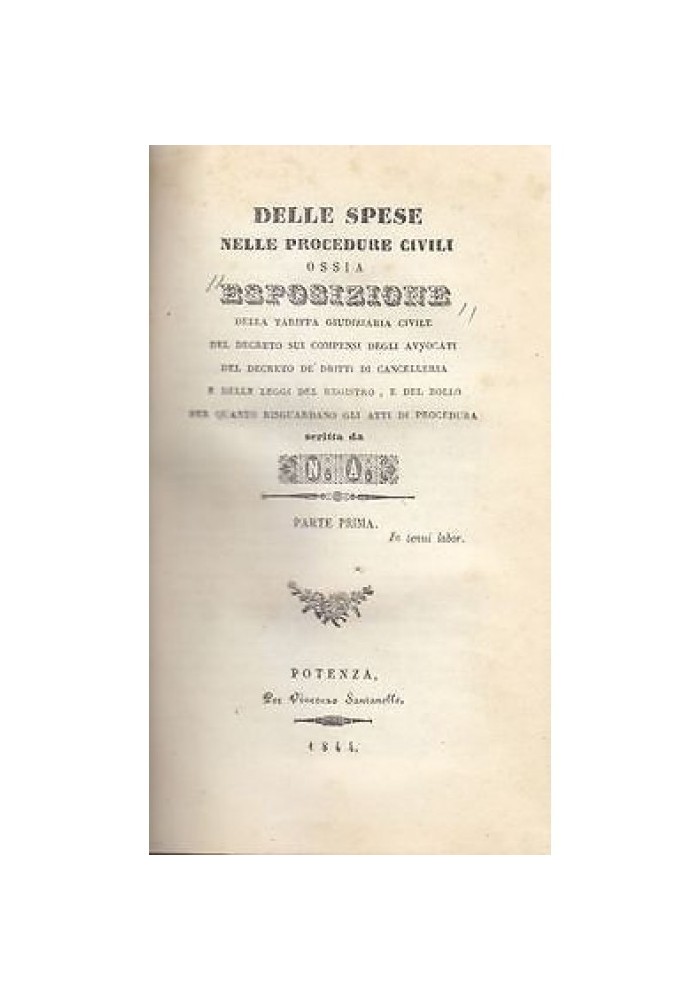 DELLE SPESE
NELLE PROCEDURE CIVILI
OSSIA
ESPOSIZIONE
DELLA TARIFFA GIUDIZIARIA CIVILE
DEL DECRETO SUI COMPENSI DEGLI AVVOCATI
DEL DECRETO DE' DRITTI DI CANCELLERIA
E DELLE LEGGI DEL REGISTRO, E DEL BOLLO
PER QUANTO RISGUARDANO GLI ATTI DI PROCEDURA
scritta da
N. A.
PARTE PRIMA.
In tenui labor.
POTENZA,
Per Vincenzo Santanello.
1844.